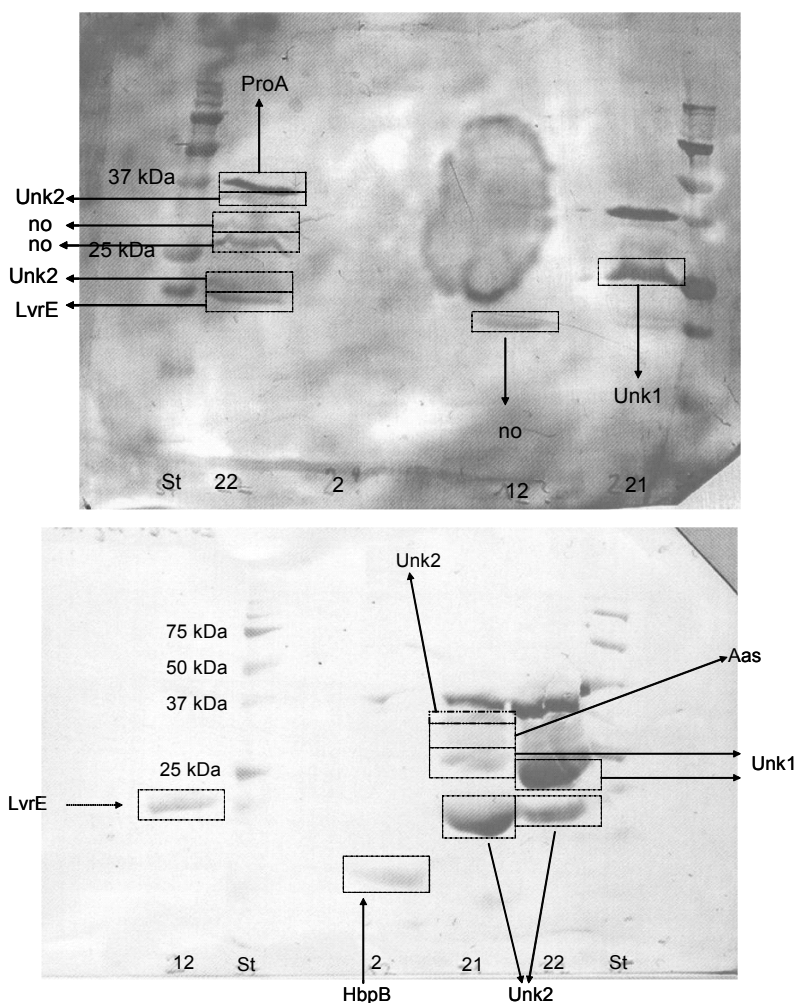 ProA
37 kDa
Unk2
no
no
25 kDa
Unk2
LvrE
Unk1
no
St 22 2 12 21
Unk2
75 kDa
Aas
50 kDa
37 kDa
Unk1
25 kDa
LvrE
12 St 2 21 22 St
HbpB Unk2